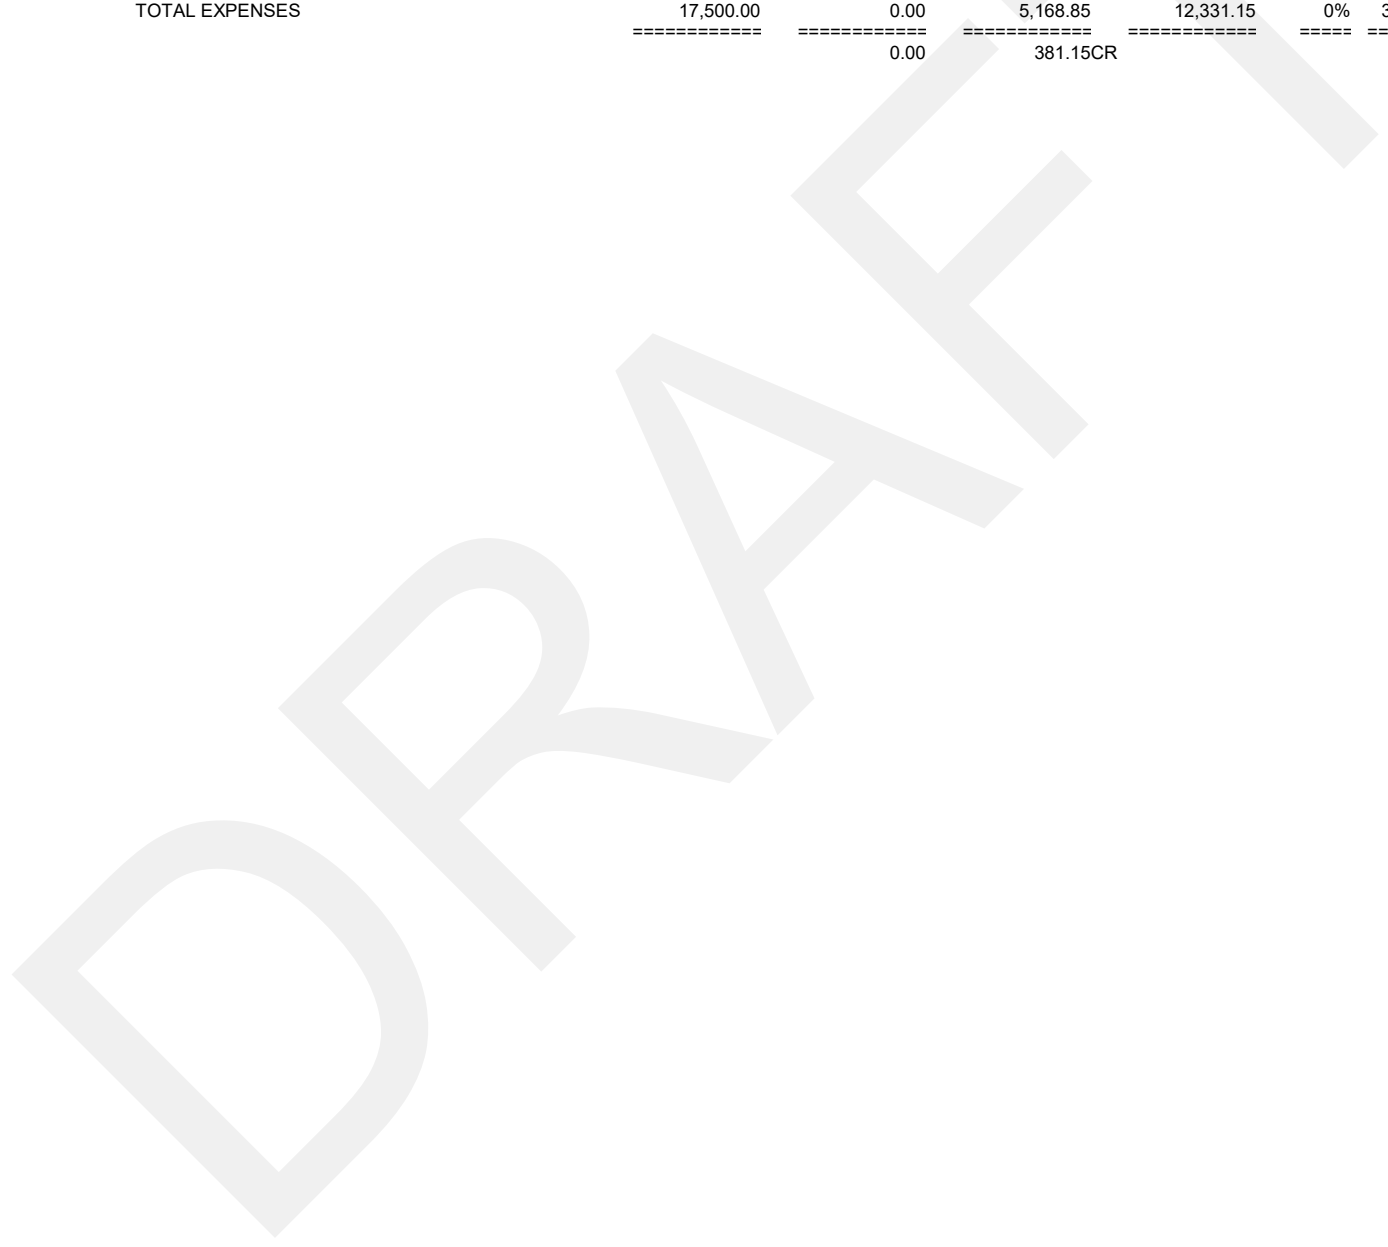 TOTAL EXPENSES 17,500.00 0.00 5,168.85 12,331.15 0%
============ ============ ============ ============ ===== ==
0.00 381.15CR
DRAFT